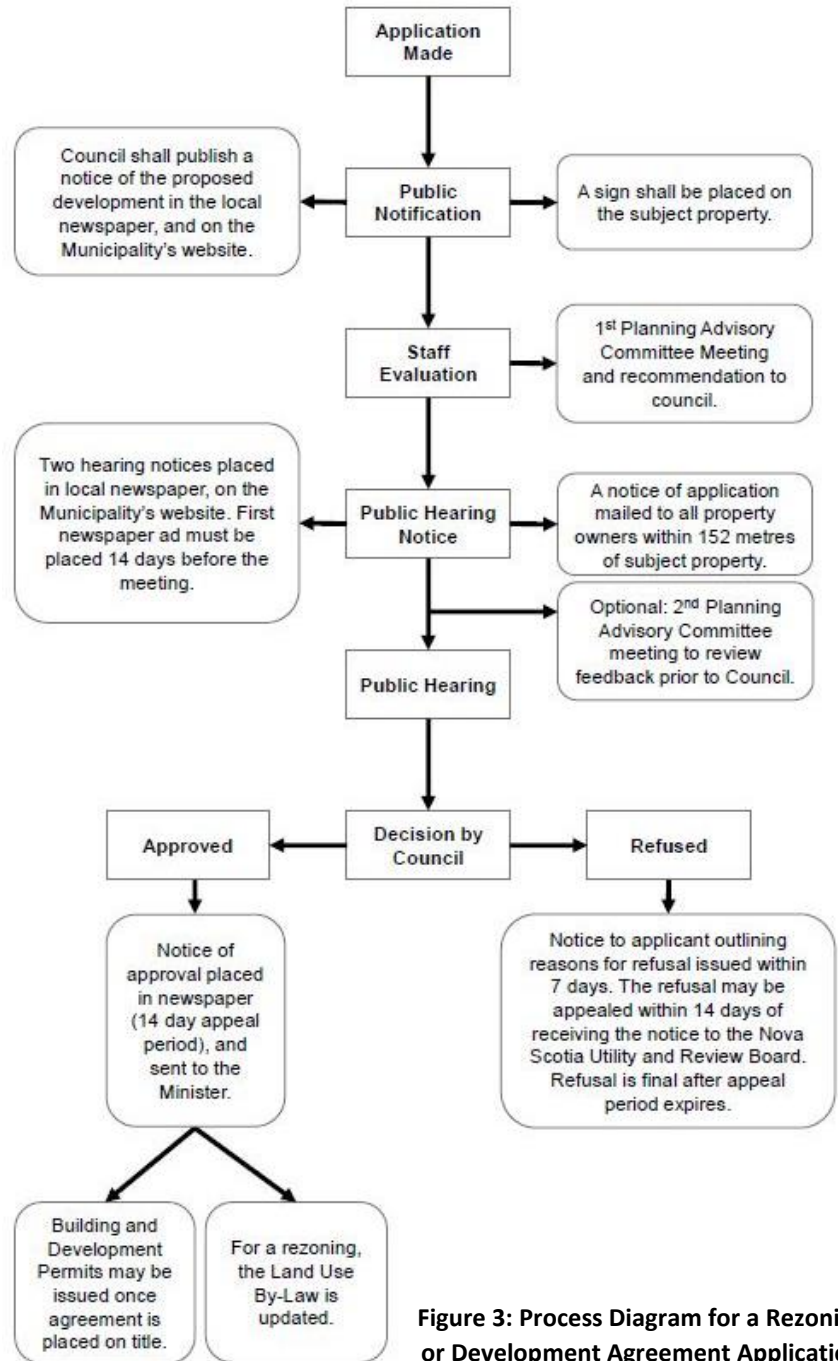 Application
Made
Council shall publish a
notice of the proposed
development in the local
newspaper, and on the
Municipality's website.
Public
Notification
A sign shall be placed on
the subject property.
Staff
Evaluation
1st Planning Advisory
Committee Meeting
and recommendation to
council.
Two hearing notices placed
in local newspaper, on the
Municipality's website. First
newspaper ad must be
placed 14 days before the
meeting.
Public Hearing
Notice
A notice of application
mailed to all property
owners within 152 metres
of subject property.
Optional: 2nd Planning
Advisory Committee
meeting to review
feedback prior to Council.
Public Hearing
Approved
Decision by
Council
Refused
Notice of
approval placed
in newspaper
(14 day appeal
period), and
sent to the
Minister.
Notice to applicant outlining
reasons for refusal issued within
7 days. The refusal may be
appealed within 14 days of
receiving the notice to the Nova
Scotia Utility and Review Board.
Refusal is final after appeal
period expires.
Building and
Development
Permits may be
issued once
agreement is
placed on title.
For a rezoning,
the Land Use
By-Law is
updated.
Figure 3: Process Diagram for a Rezoni
or Development Agreement Applicatio